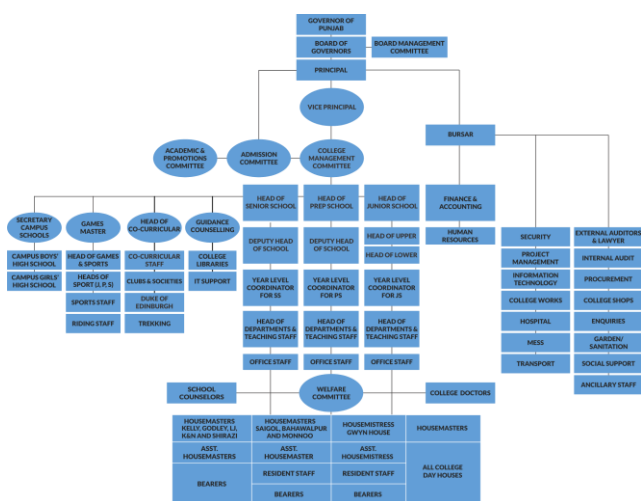 GOVERNOR OF
PUNJAB
BOARD OF
GOVERNORS
BOARD MANAGEMENT
COMMITTEE
PRINCIPAL
VICE PRINCIPAL
BURSAR
ACADEMIC &
PROMOTIONS
COMMITTEE
ADMISSION
COMMITTEE
COLLEGE
MANAGEMENT
COMMITTEE
HEAD OF
SENIOR SCHOOL
HEAD OF
PREP SCHOOL
HEAD OF
JUNIOR SCHOOL
FINANCE &
ACCOUNTING
SECRETARY
CAMPUS
SCHOOLS
GAMES
MASTER
HEAD OF
CO-CURRICULAR
GUIDANCE
COUNSELLING
DEPUTY HEAD
OF SCHOOL
DEPUTY HEAD
OF SCHOOL
HEAD OF UPPER
HEAD OF LOWER
HUMAN
RESOURCES
SECURITY
EXTERNAL AUDITORS
& LAWYER
CAMPUS BOYS'
HIGH SCHOOL
HEAD OF GAMES
& SPORTS
CO-CURRICULAR
STAFF
COLLEGE
LIBRARIES
PROJECT
MANAGEMENT
INTERNAL AUDIT
CAMPUS GIRLS'
HIGH SCHOOL
HEADS OF
SPORT (J, P, S)
CLUBS & SOCIETIES
IT SUPPORT
YEAR LEVEL
COORDINATOR
FOR SS
YEAR LEVEL
COORDINATOR
FOR PS
YEAR LEVEL
COORDINATOR
FOR JS
INFORMATION
TECHNOLOGY
PROCUREMENT
SPORTS STAFF
DUKE OF
EDINBURGH
COLLEGE WORKS
COLLEGE SHOPS
RIDING STAFF
TREKKING
HEAD OF
DEPARTMENTS &
TEACHING STAFF
HEAD OF
DEPARTMENTS &
TEACHING STAFF
HEAD OF
DEPARTMENTS &
TEACHING STAFF
HOSPITAL
ENQUIRIES
MESS
GARDEN/
SANITATION
OFFICE STAFF
OFFICE STAFF
OFFICE STAFF
TRANSPORT
SOCIAL SUPPORT
ANCILLARY STAFF
SCHOOL
COUNSELORS
WELFARE
COMMITTEE
COLLEGE DOCTORS
HOUSEMASTERS
KELLY, GODLEY, LJ,
K&N AND SHIRAZI
HOUSEMASTERS
SAIGOL, BAHAWALPUR
AND MONNOO
HOUSEMISTRESS
GWYN HOUSE
HOUSEMASTERS
ASST.
HOUSEMASTERS
ASST.
HOUSEMASTER
ASST.
HOUSEMISTRESS
ALL COLLEGE
DAY HOUSES
BEARERS
RESIDENT STAFF
RESIDENT STAFF
BEARERS
BEARERS